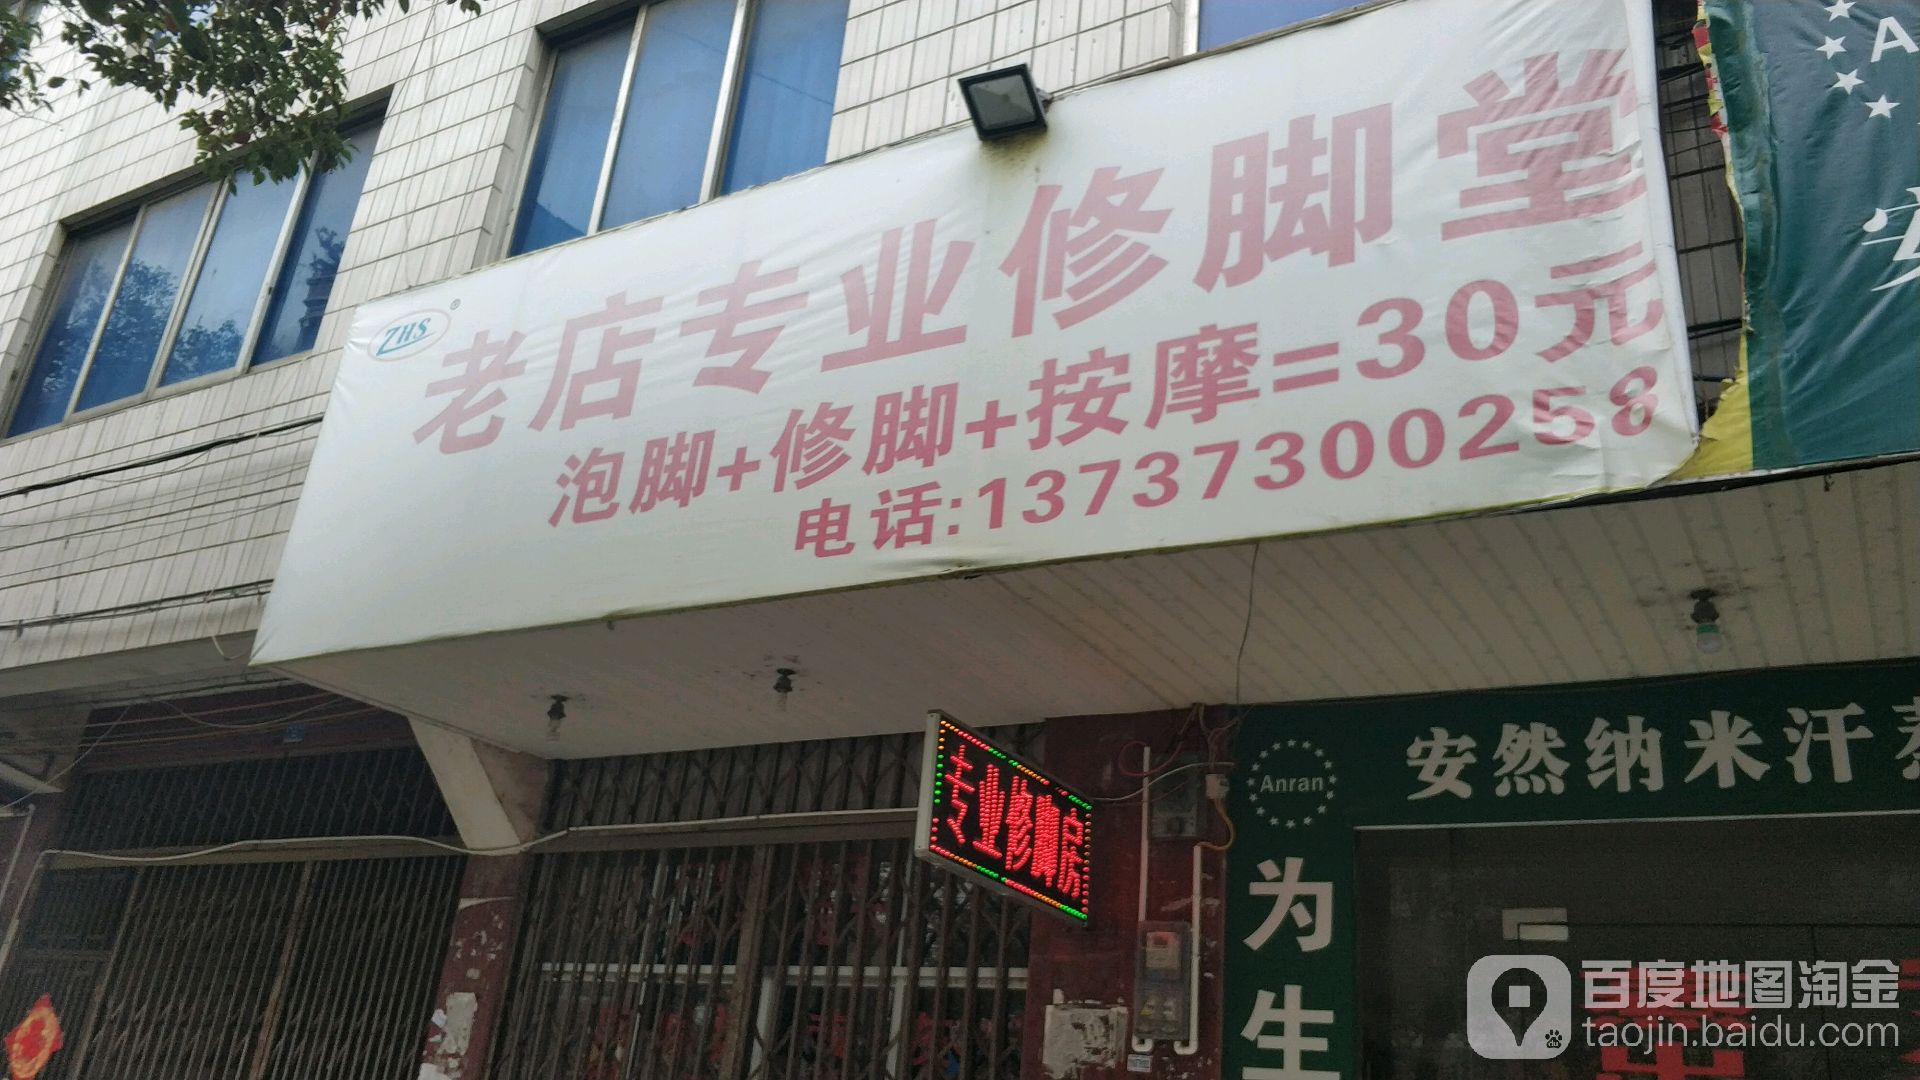 ZHS®
老店专业修脚堂
泡脚+修脚+按摩=30元
电话:13737300258
专业修脚房
A
安
Anran
安然纳米汗蒸
为生
百度地图淘金
taojin.baidu.com